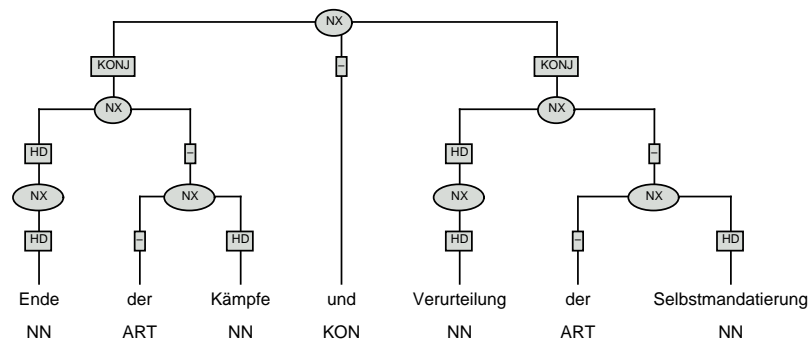 NX
KONJ – KONJ
NX NX
HD – HD –
NX NX NX NX
HD – HD HD – HD
Ende der Kämpfe und Verurteilung der Selbstmandatierung
NN ART NN KON NN ART NN